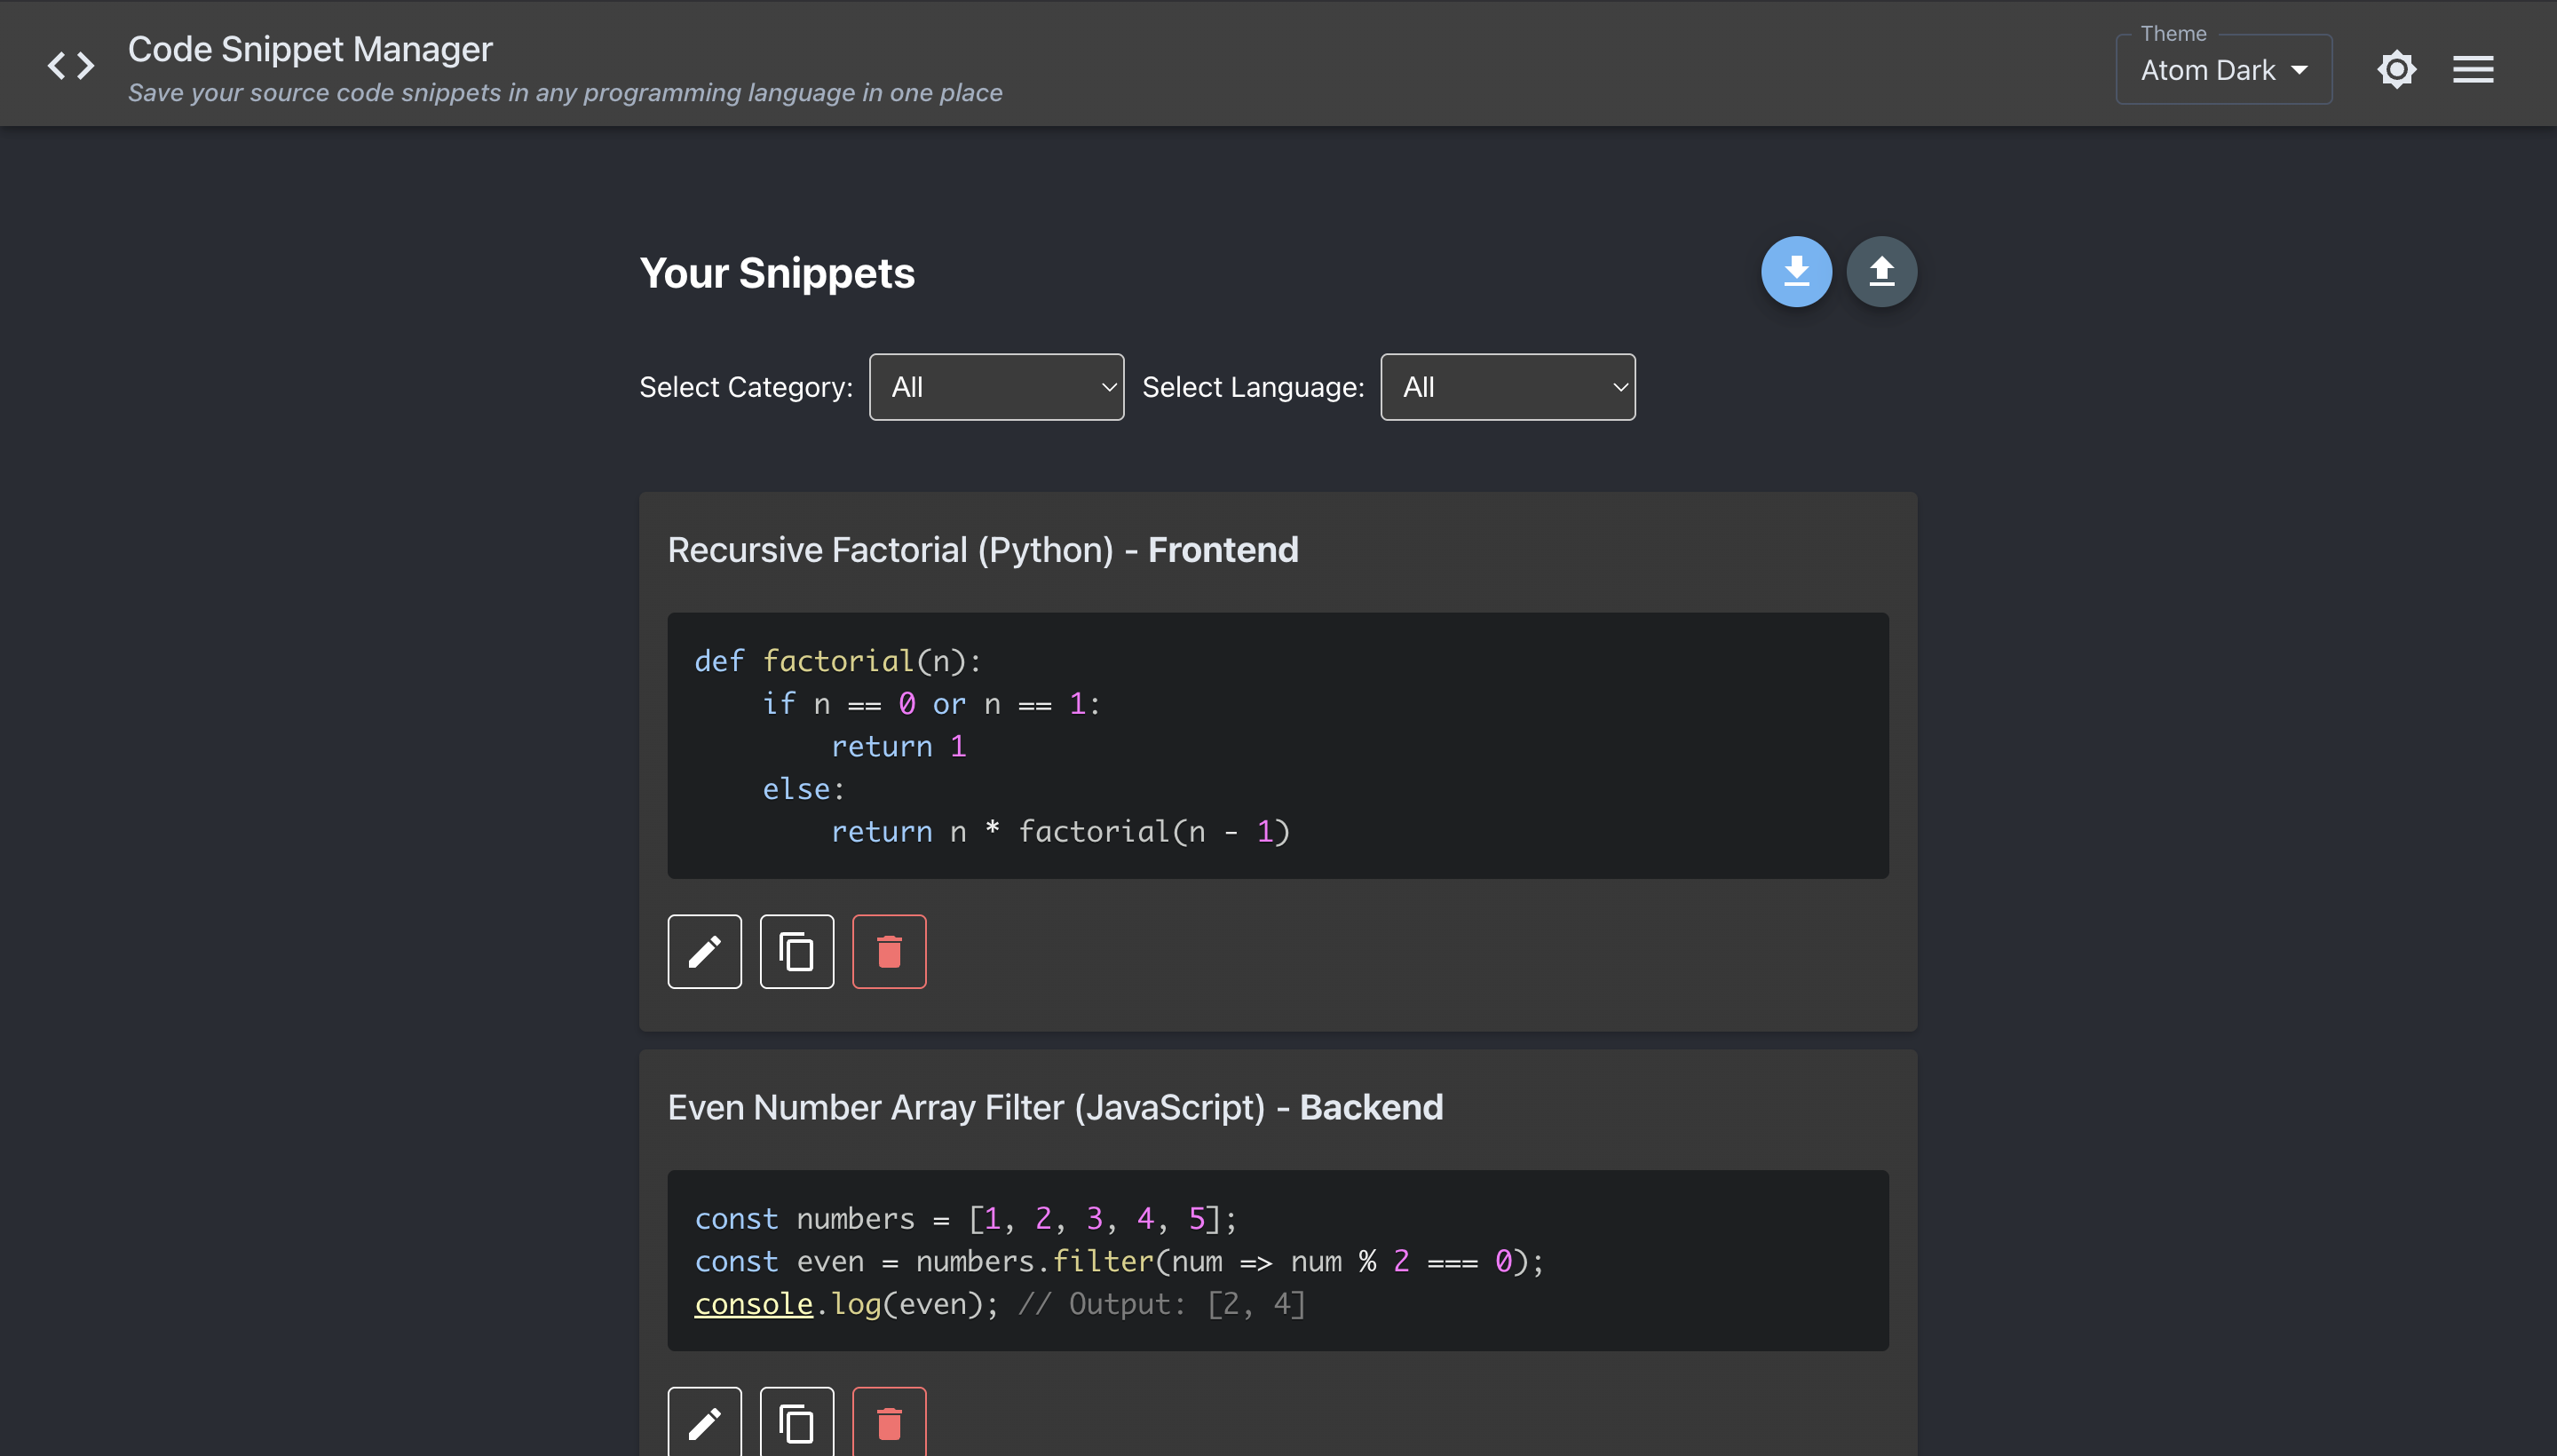 Code Snippet Manager
Save your source code snippets in any programming language in one place
Theme
Atom Dark
Your Snippets
Select Category: All Select Language: All
Recursive Factorial (Python) - Frontend
def factorial(n):
    if n == 0 or n == 1:
        return 1
    else:
        return n * factorial(n - 1)
Even Number Array Filter (JavaScript) - Backend
const numbers = [1, 2, 3, 4, 5];
const even = numbers.filter(num => num % 2 === 0);
console.log(even); // Output: [2, 4]